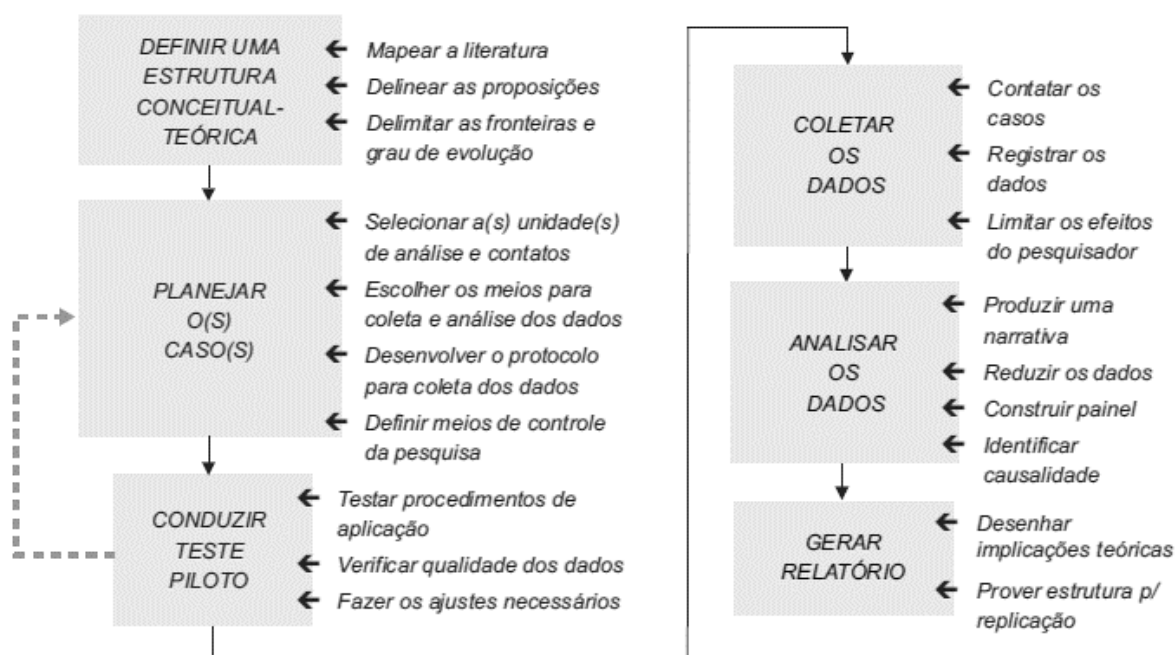 DEFINIR UMA
ESTRUTURA
CONCEITUAL-
TEÓRICA
Mapear a literatura
Delinear as proposições
Delimitar as fronteiras e
grau de evolução
PLANEJAR
O(S)
CASO(S)
Selecionar a(s) unidade(s)
de análise e contatos
Escolher os meios para
coleta e análise dos dados
Desenvolver o protocolo
para coleta dos dados
Definir meios de controle
da pesquisa
CONDUZIR
TESTE
PILOTO
Testar procedimentos de
aplicação
Verificar qualidade dos dados
Fazer os ajustes necessários
COLETAR
OS
DADOS
Contatar os
casos
Registrar os
dados
Limitar os efeitos
do pesquisador
ANALISAR
OS
DADOS
Produzir uma
narrativa
Reduzir os dados
Construir painel
Identificar
causalidade
GERAR
RELATÓRIO
Desenhar
implicações teóricas
Prover estrutura p/
replicação